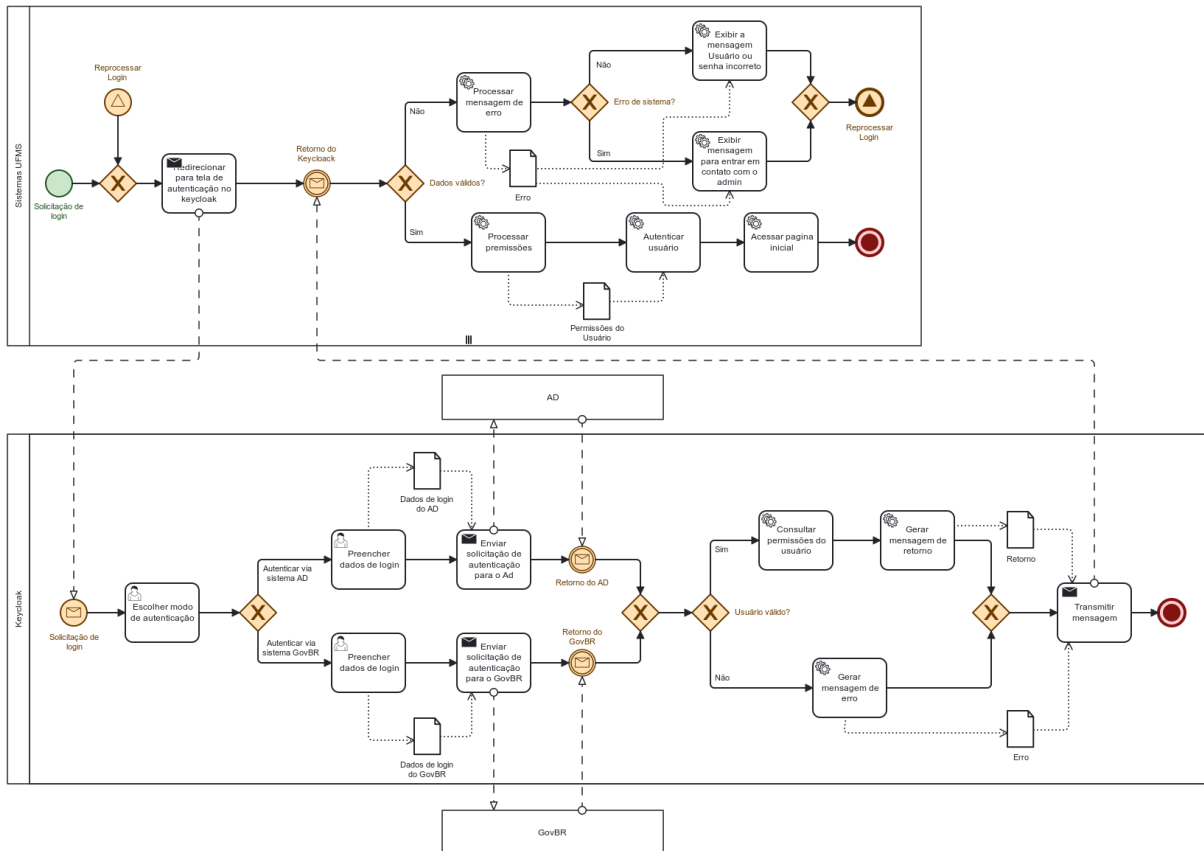 Sistemas UFMS
Reprocessar
Login
Solicitação de
login
Redirecionar
para tela de
autenticação no
keycloak
Retorno do
Keycloack
Dados válidos?
Não
Sim
Processar
mensagem de
erro
Erro
Erro de sistema?
Não
Sim
Exibir a
mensagem
Usuário ou
senha incorreto
Exibir
mensagem
para entrar em
contato com o
admin
Reprocessar
Login
Processar
premissões
Permissões do
Usuário
Autenticar
usuário
Acessar pagina
inicial
AD
Keycloak
Solicitação de
login
Escolher modo
de autenticação
Autenticar via
sistema AD
Autenticar via
sistema GovBR
Preencher
dados de login
Dados de login
do AD
Enviar
solicitação de
autenticação
para o Ad
Retorno do AD
Preencher
dados de login
Dados de login
do GovBR
Enviar
solicitação de
autenticação
para o GovBR
Retorno do
GovBR
Usuário válido?
Sim
Não
Consultar
permissões do
usuário
Gerar
mensagem de
retorno
Retorno
Gerar
mensagem de
erro
Erro
Transmitir
mensagem
GovBR